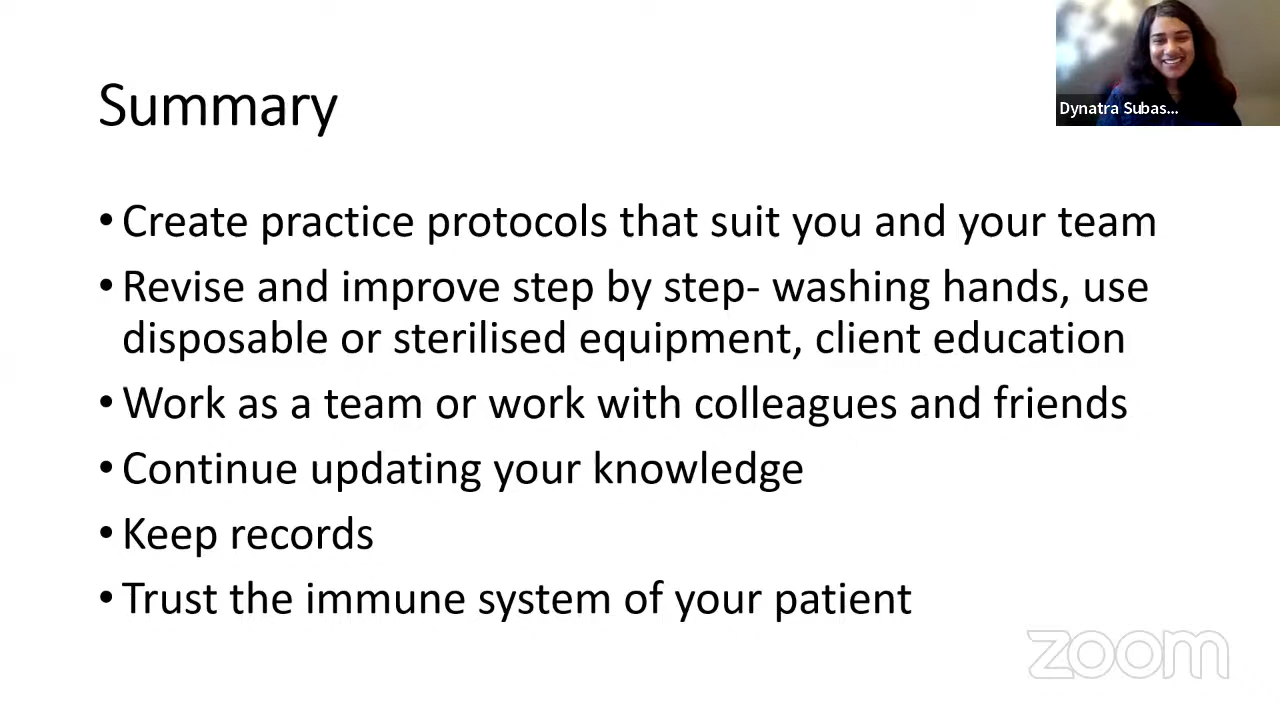 Summary
Dynatra Subas...
• Create practice protocols that suit you and your team
• Revise and improve step by step- washing hands, use
disposable or sterilised equipment, client education
• Work as a team or work with colleagues and friends
• Continue updating your knowledge
• Keep records
• Trust the immune system of your patient
zoom